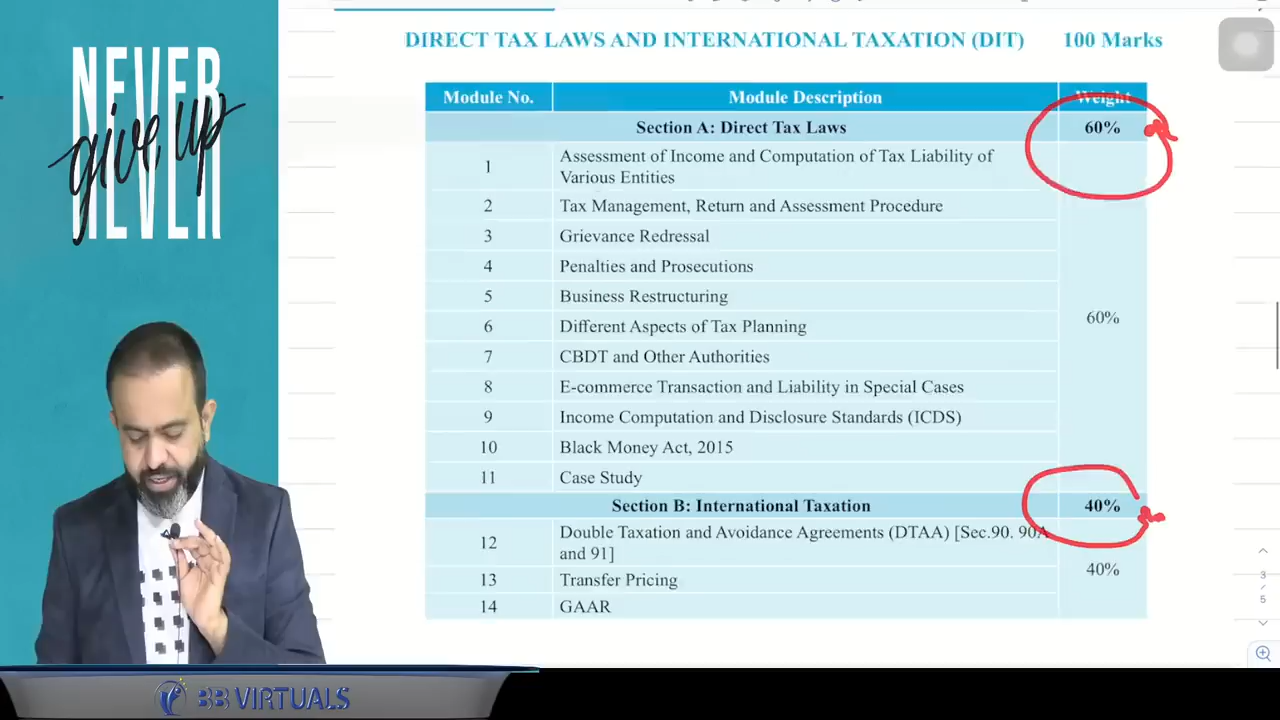 NEVER
give up
NEVER
DIRECT TAX LAWS AND INTERNATIONAL TAXATION (DIT) 100 Marks
Module No. Module Description Weight
Section A: Direct Tax Laws 60%
1 Assessment of Income and Computation of Tax Liability of
Various Entities
2 Tax Management, Return and Assessment Procedure
3 Grievance Redressal
4 Penalties and Prosecutions
5 Business Restructuring
60%
6 Different Aspects of Tax Planning
7 CBDT and Other Authorities
8 E-commerce Transaction and Liability in Special Cases
9 Income Computation and Disclosure Standards (ICDS)
10 Black Money Act, 2015
11 Case Study
Section B: International Taxation 40%
12 Double Taxation and Avoidance Agreements (DTAA) [Sec.90. 90A
and 91]
40%
13 Transfer Pricing
14 GAAR
3
/
5
BB VIRTUALS